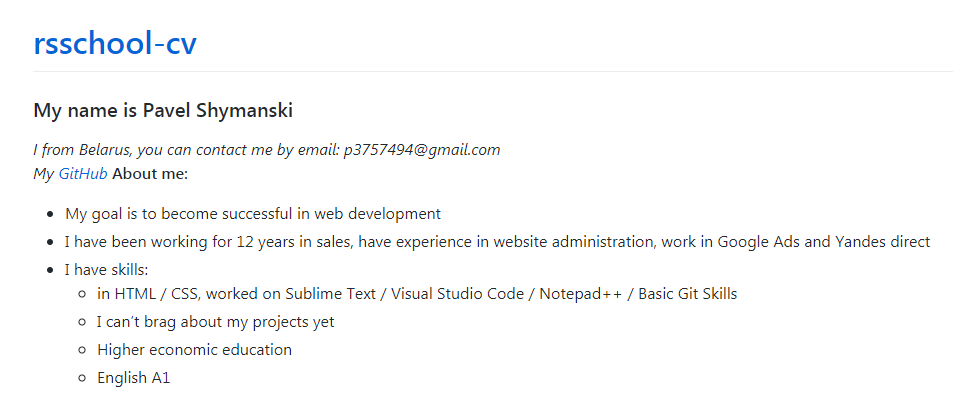 rsschool-cv
My name is Pavel Shymanski
I from Belarus, you can contact me by email: p3757494@gmail.com
My GitHub About me:
My goal is to become successful in web development
I have been working for 12 years in sales, have experience in website administration, work in Google Ads and Yandes direct
I have skills:
in HTML / CSS, worked on Sublime Text / Visual Studio Code / Notepad++ / Basic Git Skills
I can't brag about my projects yet
Higher economic education
English A1